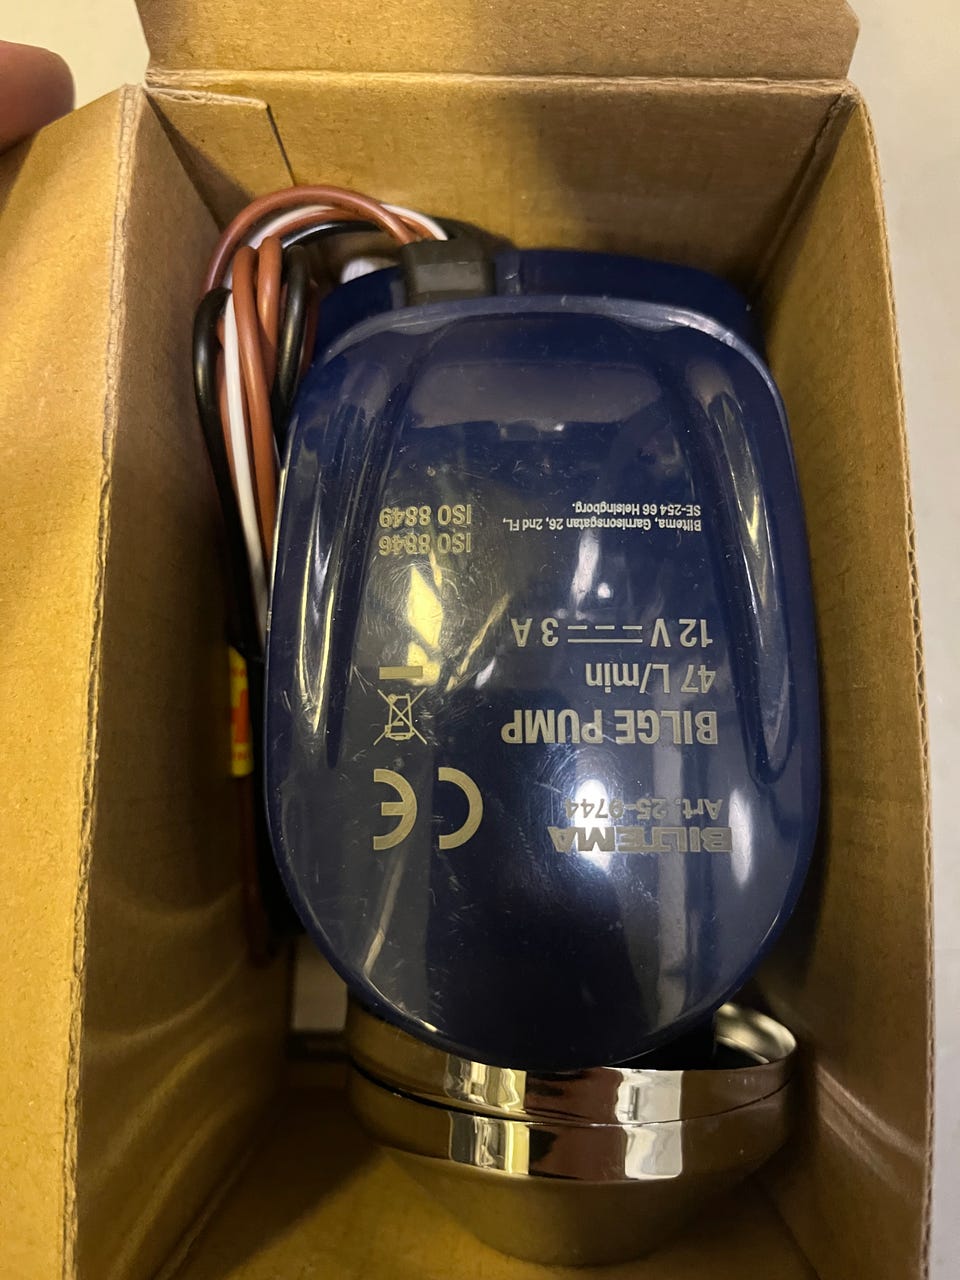 BILTEMA
Art. 25-9744
BILGE PUMP
47 L/min
12 V 3 A
Biltema, Garnisonsgatan, 26, 2nd Fl.,
SE-254 66 Helsingborg.
CE
ISO 8846
ISO 8849